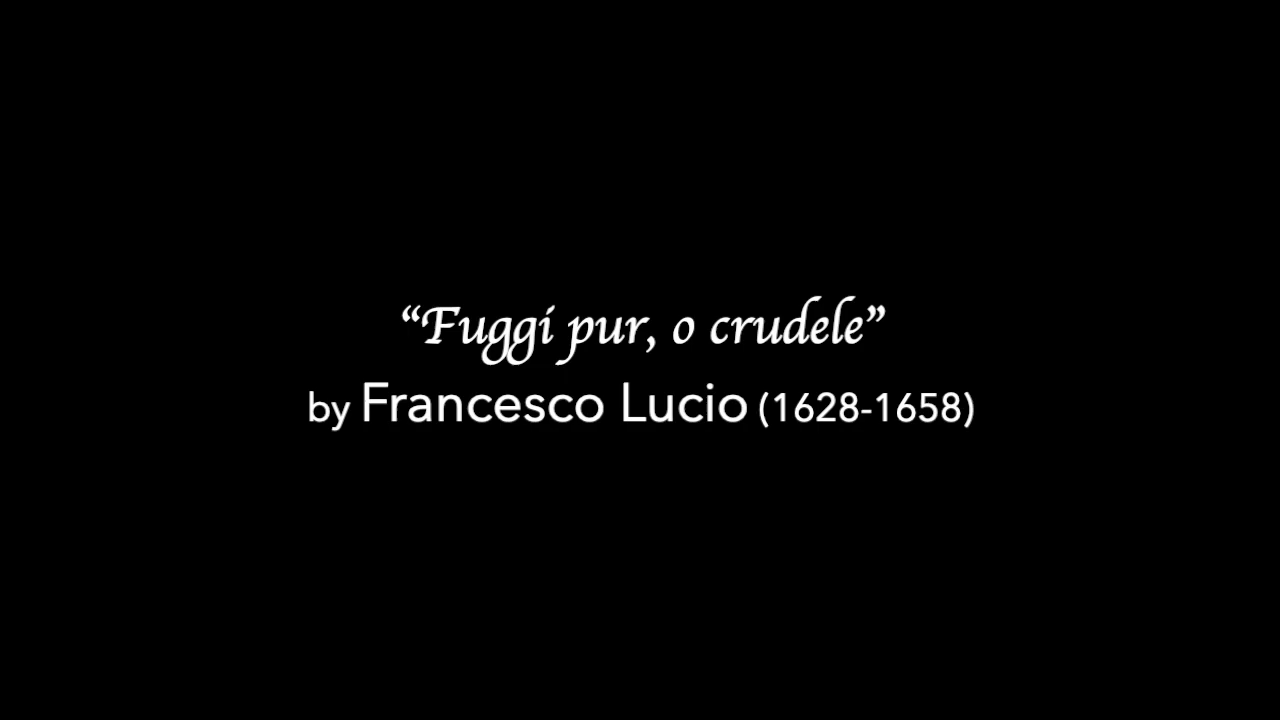 “Fuggi pur, o crudele”
by Francesco Lucio (1628-1658)